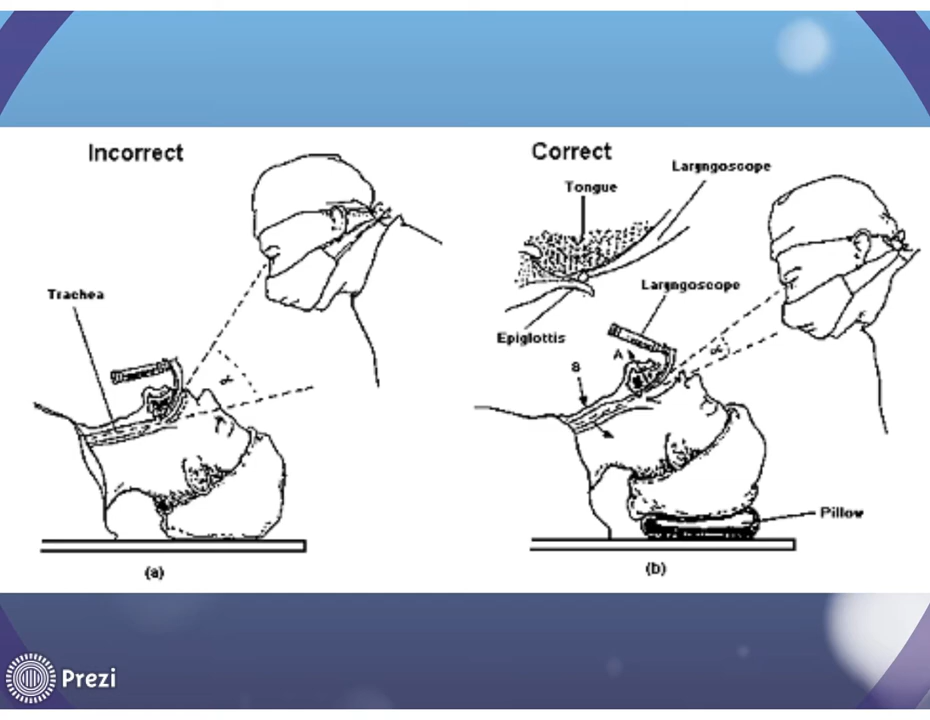 Incorrect
Trachea
α
(a)
Correct
Laryngoscope
Tongue
Laryngoscope
Epiglottis
A
B
α
Pillow
(b)
Prezi